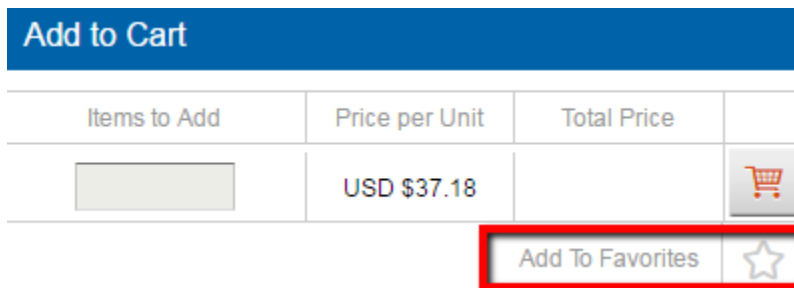 Add to Cart
Items to Add Price per Unit Total Price
USD $37.18
Add To Favorites